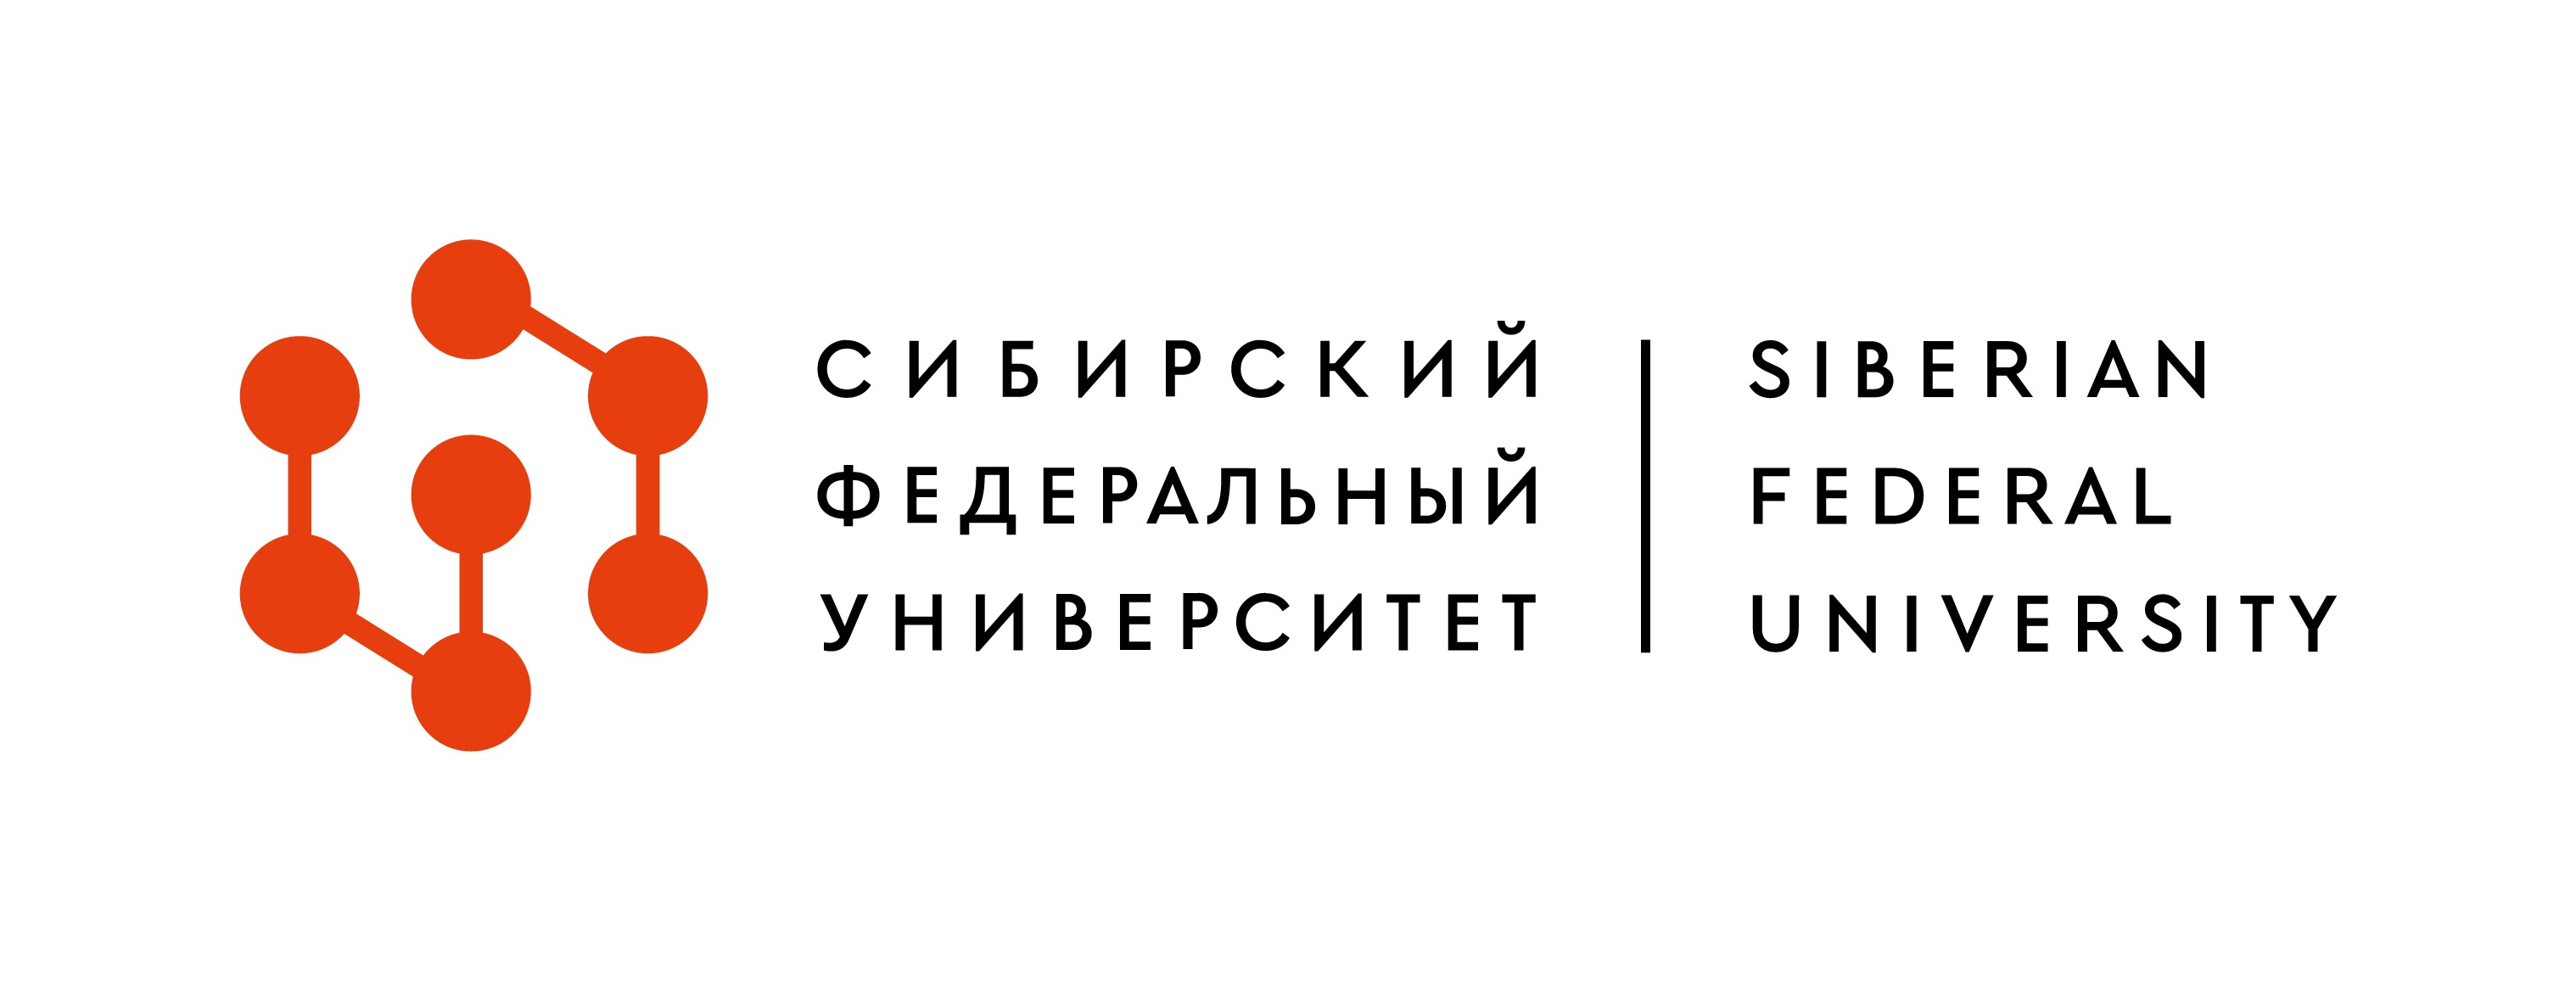 СИБИРСКИЙ
ФЕДЕРАЛЬНЫЙ
УНИВЕРСИТЕТ
SIBERIAN
FEDERAL
UNIVERSITY